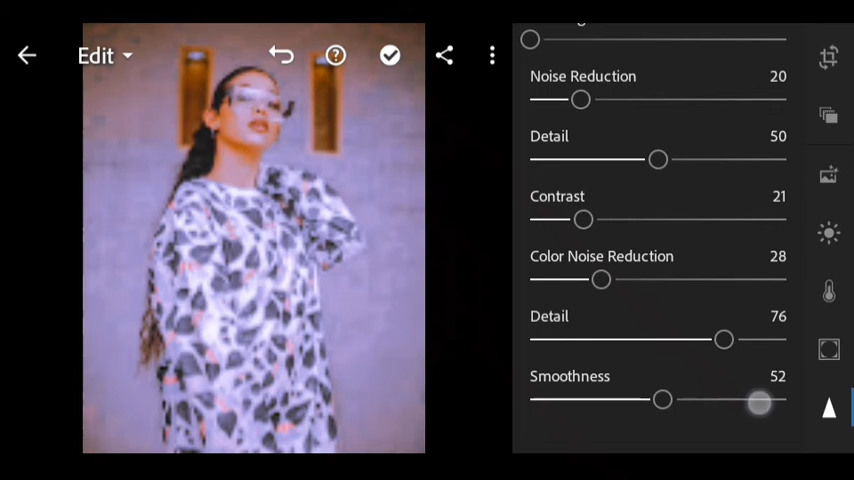 Edit
Noise Reduction 20
Detail 50
Contrast 21
Color Noise Reduction 28
Detail 76
Smoothness 52